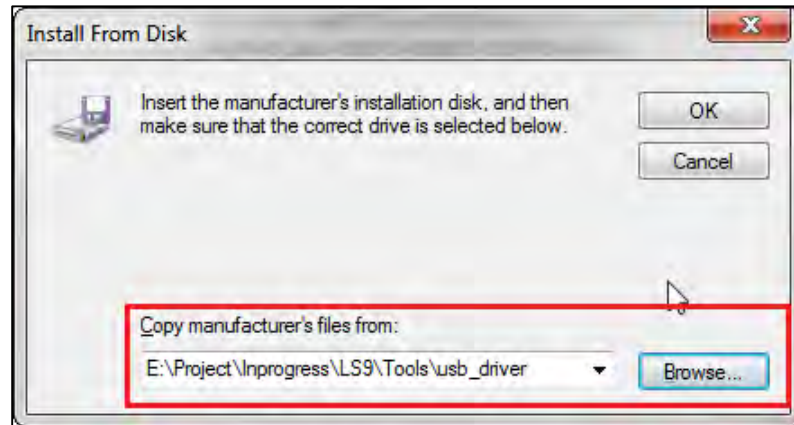 Install From Disk
Insert the manufacturer's installation disk, and then
make sure that the correct drive is selected below.
OK
Cancel
Copy manufacturer's files from:
E:\Project\Inprogress\LS9\Tools\usb_driver
Browse...